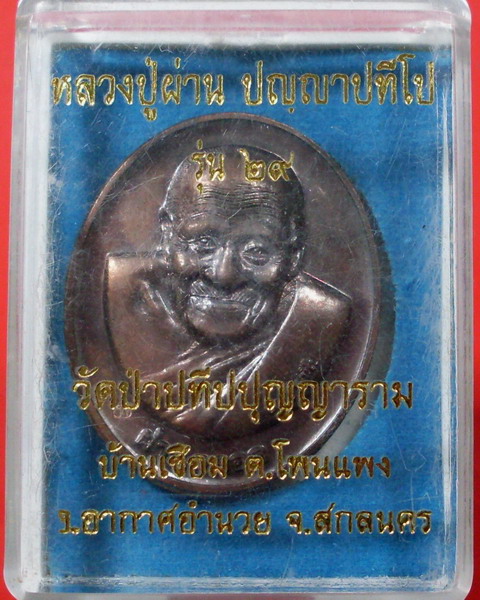 หลวงปู่ผ่าน ปญฺญาปทีโป
รุ่น ๒๙
วัดป่าปทีปปุญญาราม
บ้านเซือม ต.โพนแพง
อ.อากาศอำนวย จ.สกลนคร